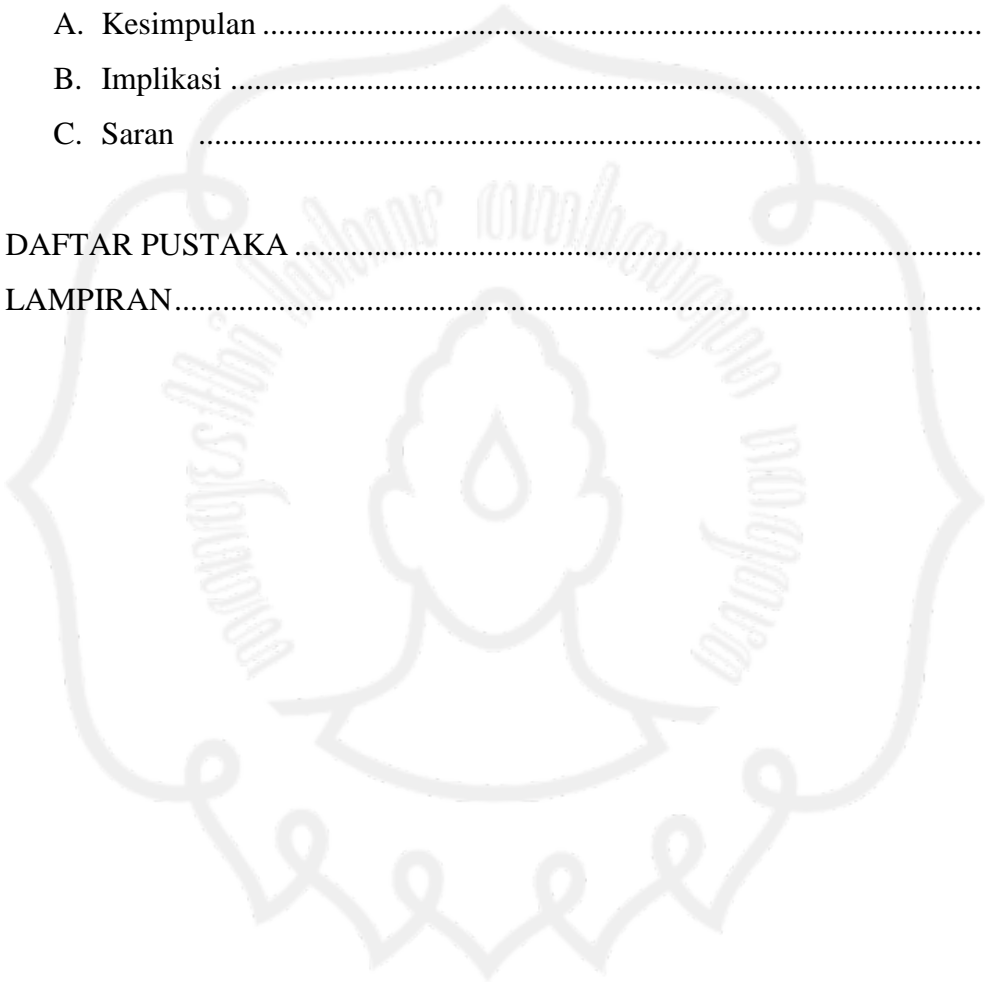 A. Kesimpulan ..........................................................................................
B. Implikasi ..............................................................................................
C. Saran ..................................................................................................
DAFTAR PUSTAKA ......................................................................................
LAMPIRAN.....................................................................................................